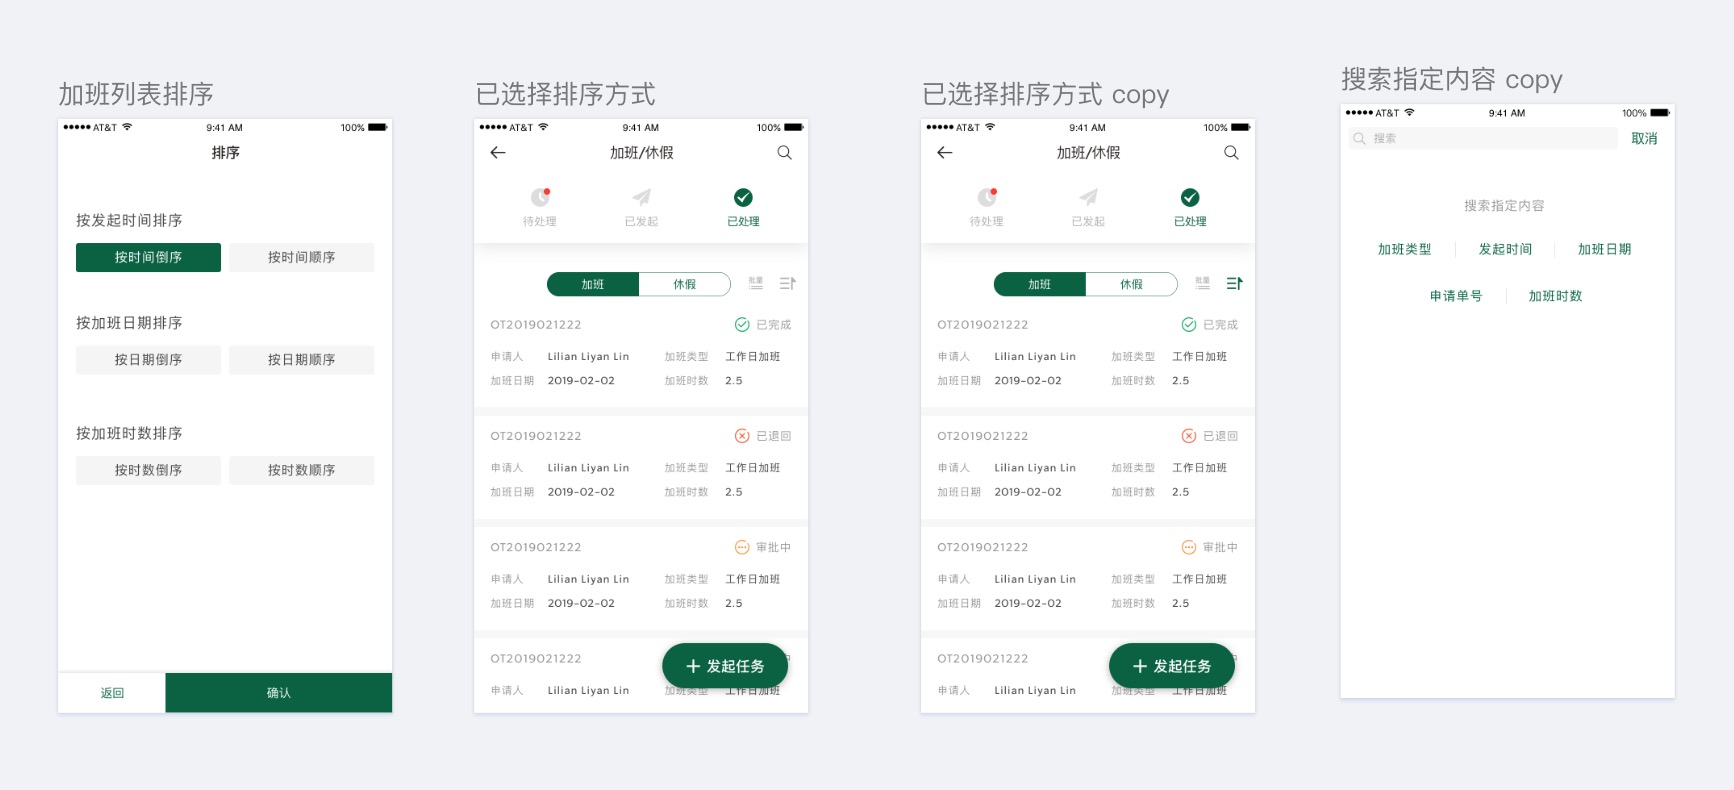 加班列表排序
AT&T 9:41 AM 100%
排序
按发起时间排序
按时间倒序 按时间顺序
按加班日期排序
按日期倒序 按日期顺序
按加班时数排序
按时数倒序 按时数顺序
返回 确认
已选择排序方式
AT&T 9:41 AM 100%
加班/休假
待处理 已发起 已处理
加班 休假 批量
OT2019021222 已完成
申请人 Lilian Liyan Lin 加班类型 工作日加班
加班日期 2019-02-02 加班时数 2.5
OT2019021222 已退回
申请人 Lilian Liyan Lin 加班类型 工作日加班
加班日期 2019-02-02 加班时数 2.5
OT2019021222 审批中
申请人 Lilian Liyan Lin 加班类型 工作日加班
加班日期 2019-02-02 加班时数 2.5
OT2019021222 中
+ 发起任务
申请人 Lilian Liyan Lin 加班类型 工作日加班
已选择排序方式 copy
AT&T 9:41 AM 100%
加班/休假
待处理 已发起 已处理
加班 休假 批量
OT2019021222 已完成
申请人 Lilian Liyan Lin 加班类型 工作日加班
加班日期 2019-02-02 加班时数 2.5
OT2019021222 已退回
申请人 Lilian Liyan Lin 加班类型 工作日加班
加班日期 2019-02-02 加班时数 2.5
OT2019021222 审批中
申请人 Lilian Liyan Lin 加班类型 工作日加班
加班日期 2019-02-02 加班时数 2.5
OT2019021222 中
+ 发起任务
申请人 Lilian Liyan Lin 加班类型 工作日加班
搜索指定内容 copy
AT&T 9:41 AM 100%
搜索 取消
搜索指定内容
加班类型 发起时间 加班日期
申请单号 加班时数